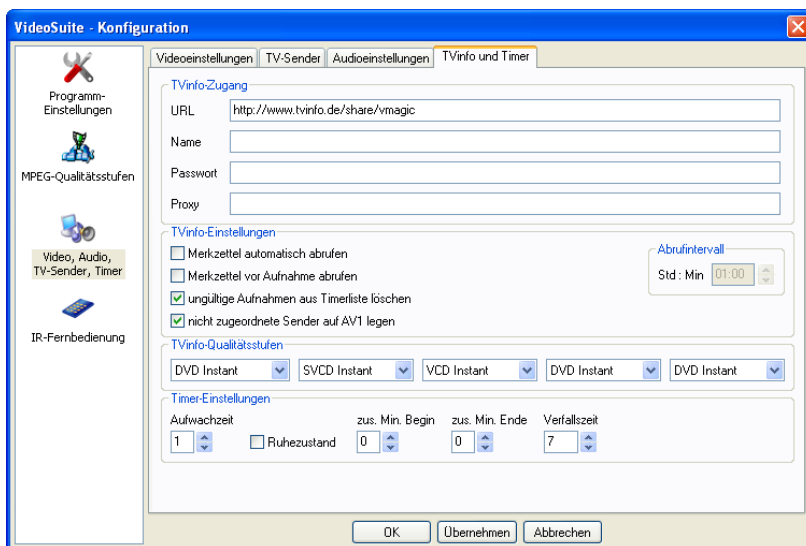 VideoSuite - Konfiguration
Programm-
Einstellungen
MPEG-Qualitätsstufen
Video, Audio,
TV-Sender, Timer
IR-Fernbedienung
Videoeinstellungen TV-Sender Audioeinstellungen TVinfo und Timer
TVinfo-Zugang
URL http://www.tvinfo.de/share/vmagic
Name
Passwort
Proxy
TVinfo-Einstellungen
Merkzettel automatisch abrufen
Merkzettel vor Aufnahme abrufen
ungültige Aufnahmen aus Timerliste löschen
nicht zugeordnete Sender auf AV1 legen
Abrufintervall
Std : Min 01:00
TVinfo-Qualitätsstufen
DVD Instant SVCD Instant VCD Instant DVD Instant DVD Instant
Timer-Einstellungen
Aufwachzeit zus. Min. Begin zus. Min. Ende Verfallszeit
1 Ruhezustand 0 0 7
OK Übernehmen Abbrechen